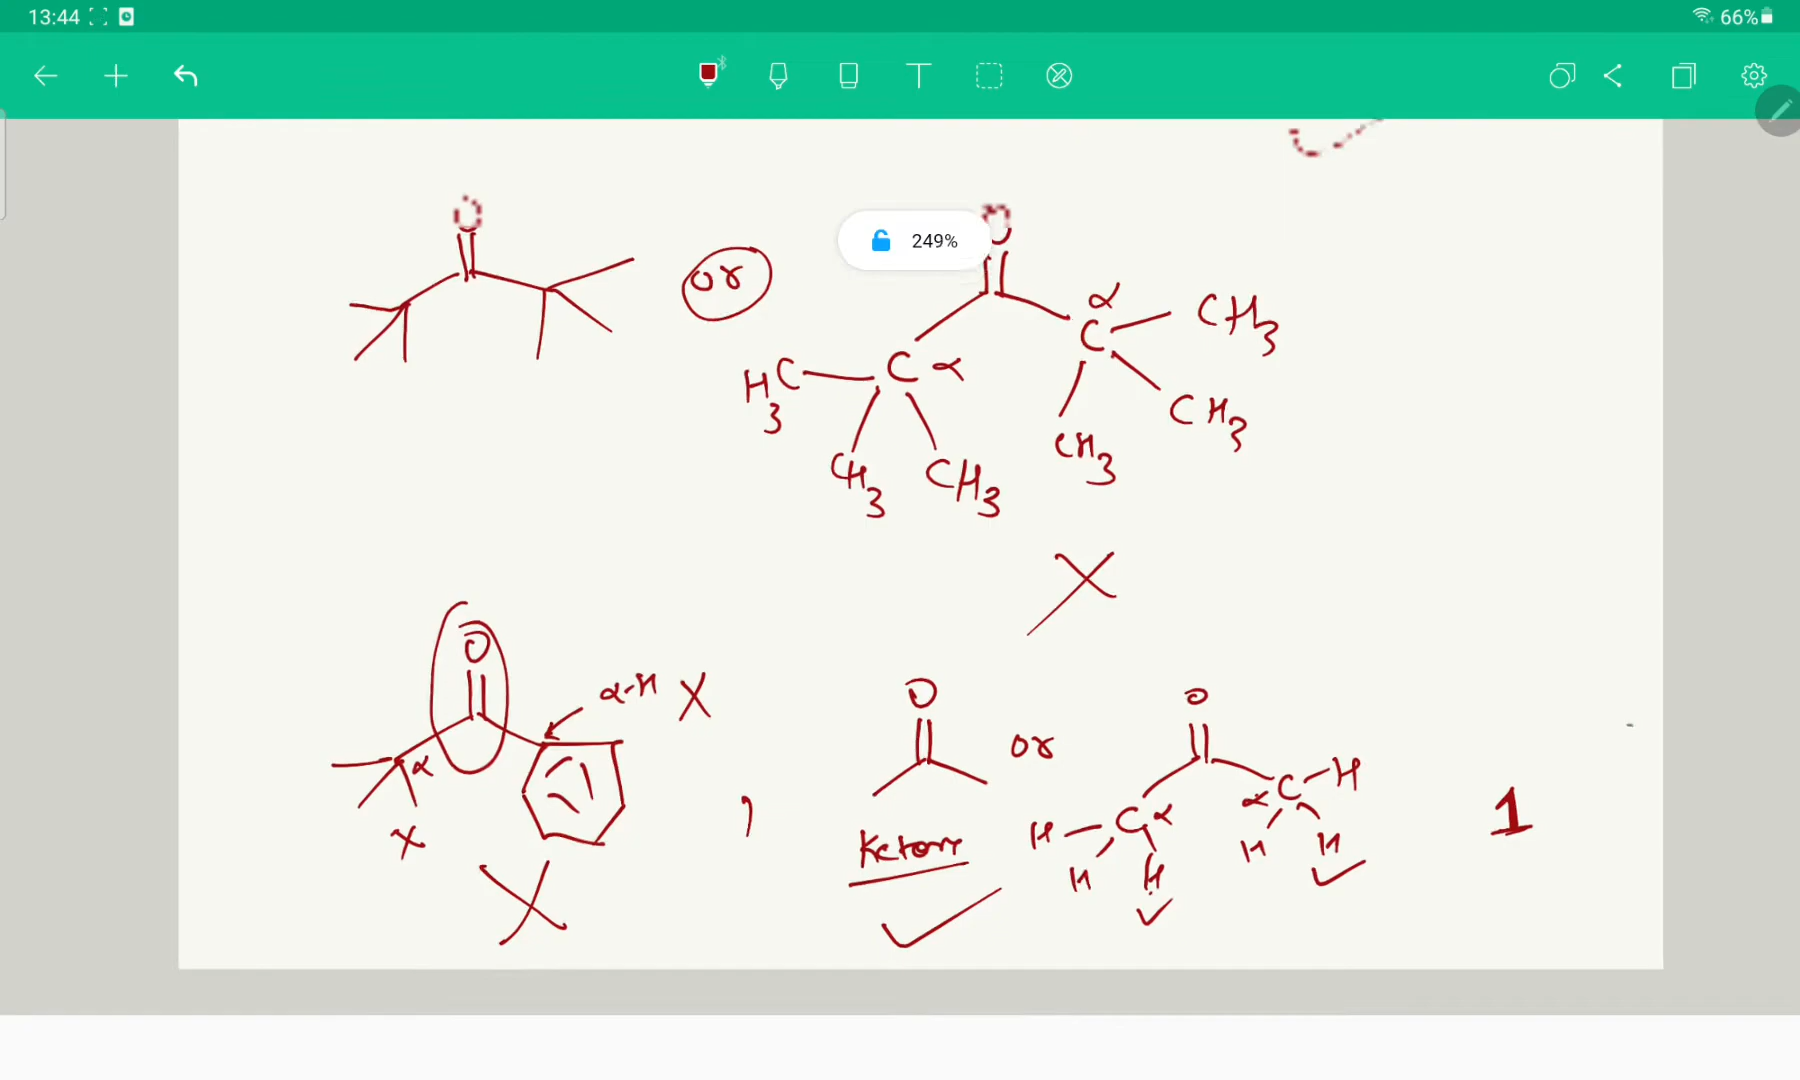 13:44
66%
249%
O
or
O
α
CH3
C
H3C
C α
CH3
CH3
CH3
CH3
X
O
α-H X
O
or
O
α
X
Ketone
H C α
H H
α C H
H H
1
X